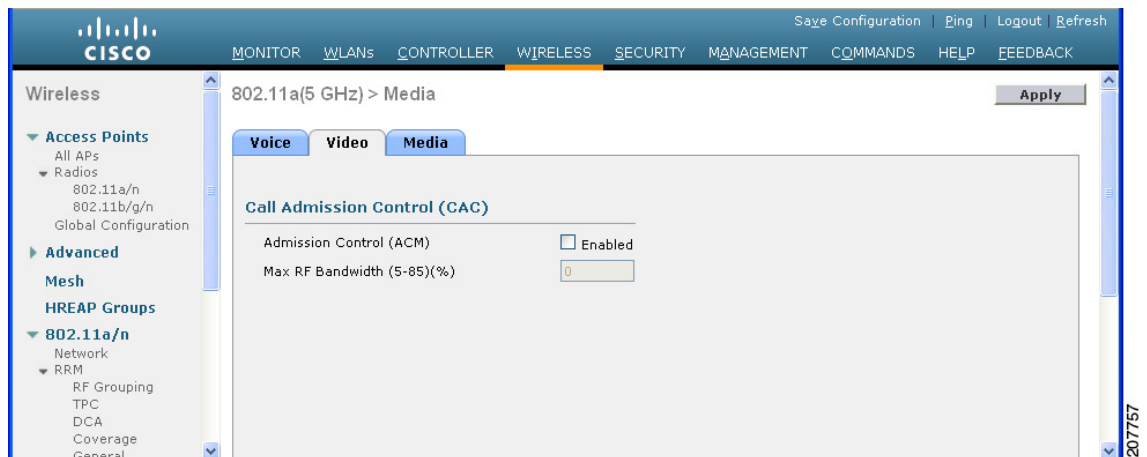 Save Configuration | Ping | Logout | Refresh
CISCO
MONITOR WLANs CONTROLLER WIRELESS SECURITY MANAGEMENT COMMANDS HELP FEEDBACK
Wireless
Access Points
All APs
Radios
802.11a/n
802.11b/g/n
Global Configuration
Advanced
Mesh
HREAP Groups
802.11a/n
Network
RRM
RF Grouping
TPC
DCA
Coverage
General
802.11a(5 GHz) > Media
Apply
Voice Video Media
Call Admission Control (CAC)
Admission Control (ACM) Enabled
Max RF Bandwidth (5-85)(%) 0
207757